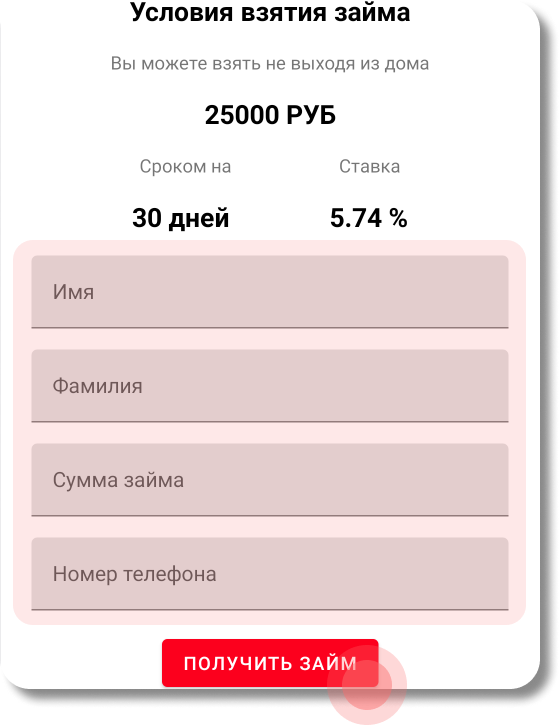 Условия взятия займа
Вы можете взять не выходя из дома
25000 РУБ
Сроком на
Ставка
30 дней
5.74 %
Имя
Фамилия
Сумма займа
Номер телефона
ПОЛУЧИТЬ ЗАЙМ